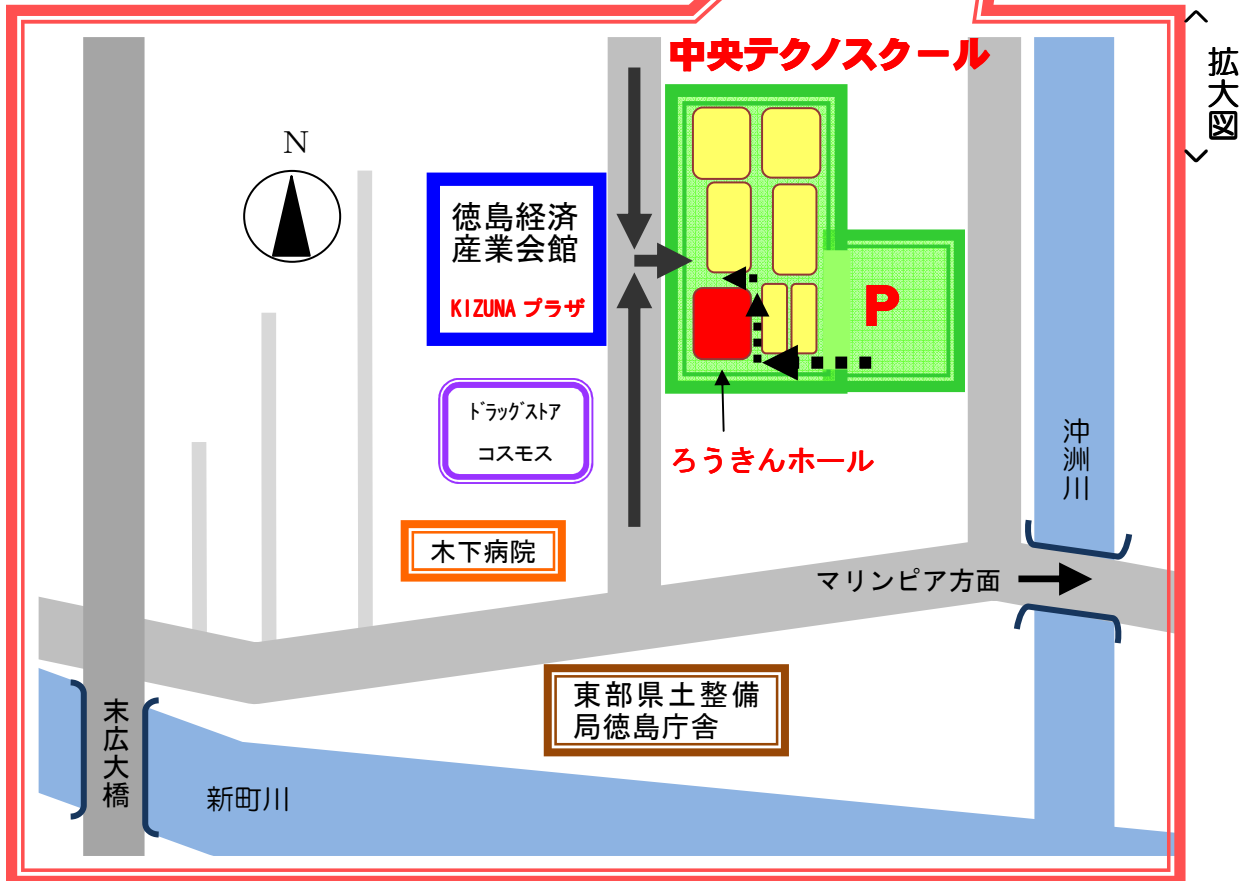 中央テクノスクール
︿拡大図﹀
N
徳島経済
産業会館
KIZUNA プラザ
P
ドラッグストア
コスモス
ろうきんホール
沖洲川
木下病院
マリンピア方面
東部県土整備
局徳島庁舎
末広大橋
新町川